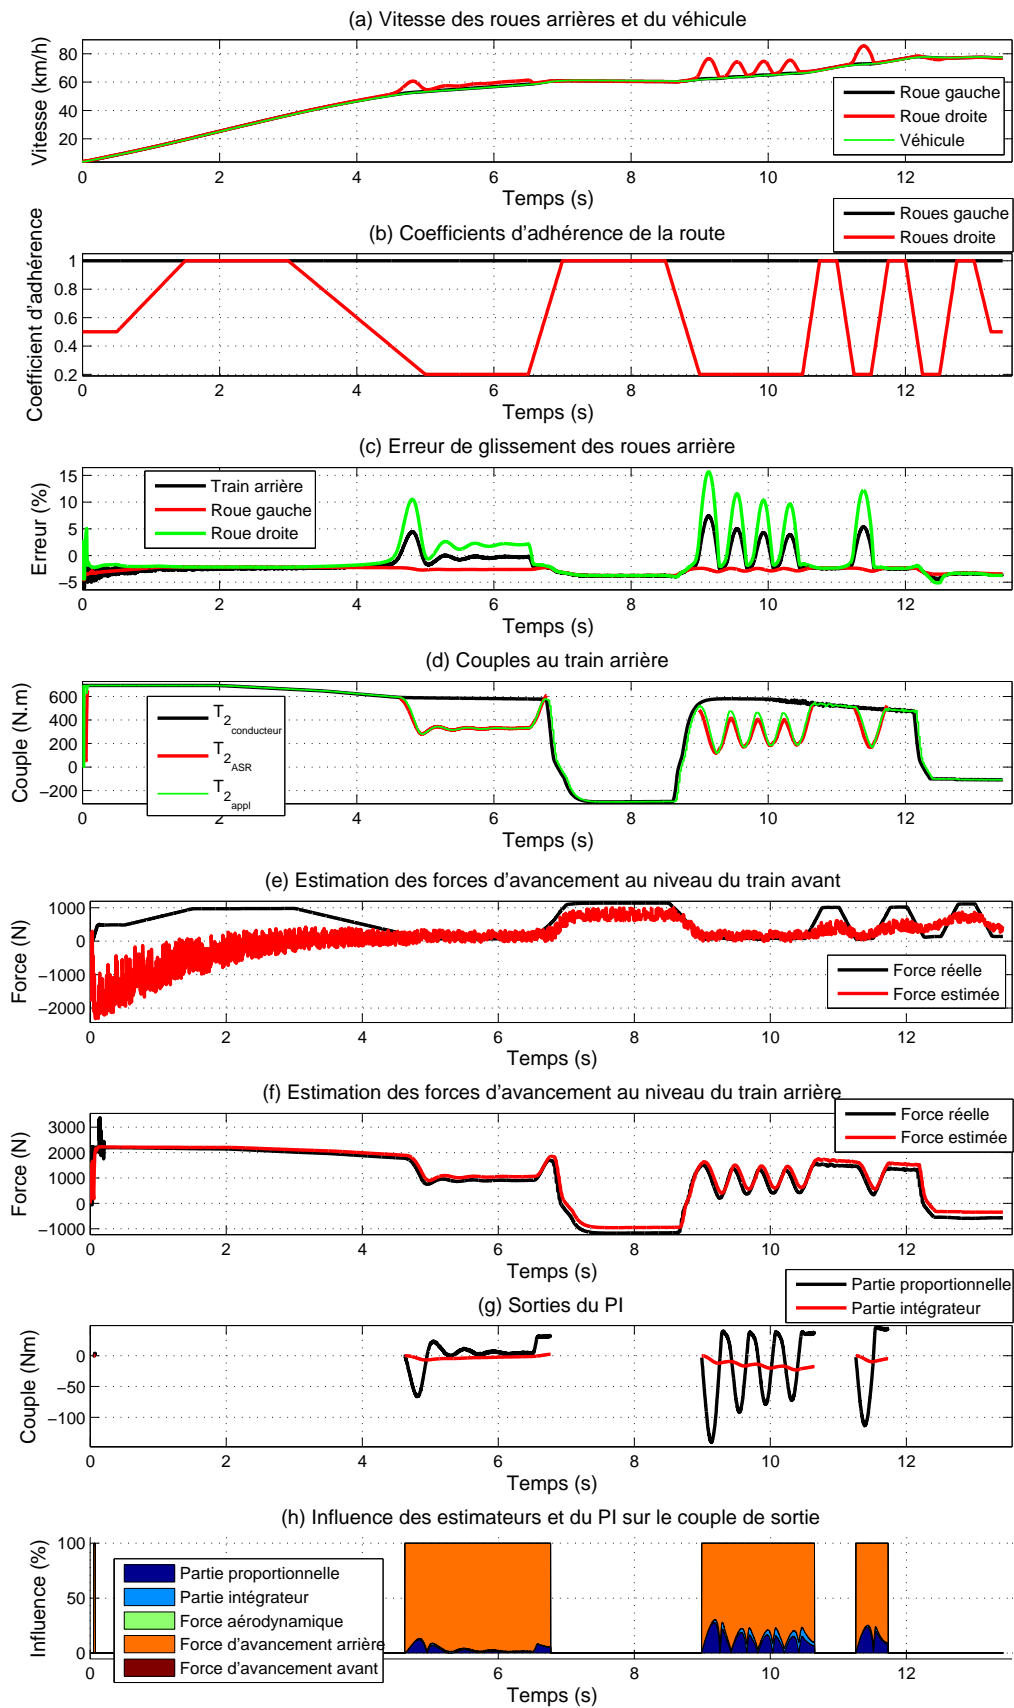 (a) Vitesse des roues arrières et du véhicule
Vitesse (km/h)
80
60
40
20
0 2 4 6 8 10 12
Temps (s)
Roue gauche
Roue droite
Véhicule
(b) Coefficients d'adhérence de la route
Coefficient d'adhérence
Roues gauche
Roues droite
1
0.8
0.6
0.4
0.2
0 2 4 6 8 10 12
Temps (s)
(c) Erreur de glissement des roues arrière
Erreur (%)
15
10
5
0
−5
Train arrière
Roue gauche
Roue droite
0 2 4 6 8 10 12
Temps (s)
(d) Couples au train arrière
Couple (N.m)
600
400
200
0
−200
T2conducteur
T2ASR
T2appl
0 2 4 6 8 10 12
Temps (s)
(e) Estimation des forces d'avancement au niveau du train avant
Force (N)
1000
0
−1000
−2000
Force réelle
Force estimée
0 2 4 6 8 10 12
Temps (s)
(f) Estimation des forces d'avancement au niveau du train arrière
Force (N)
3000
2000
1000
0
−1000
Force réelle
Force estimée
0 2 4 6 8 10 12
Temps (s)
(g) Sorties du PI
Couple (Nm)
Partie proportionnelle
Partie intégrateur
0
−50
−100
0 2 4 6 8 10 12
Temps (s)
(h) Influence des estimateurs et du PI sur le couple de sortie
Influence (%)
100
50
0
Partie proportionnelle
Partie intégrateur
Force aérodynamique
Force d'avancement arrière
Force d'avancement avant
0 2 4 6 8 10 12
Temps (s)